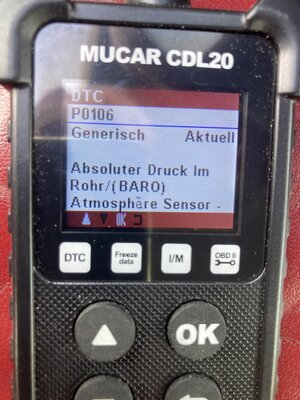 MUCAR CDL20
DTC
P0106
Generisch Aktuell
Absoluter Druck Im
Rohr/(BARO)
Atmosphäre Sensor -
OK
DTC Freeze data I/M OBD II
OK